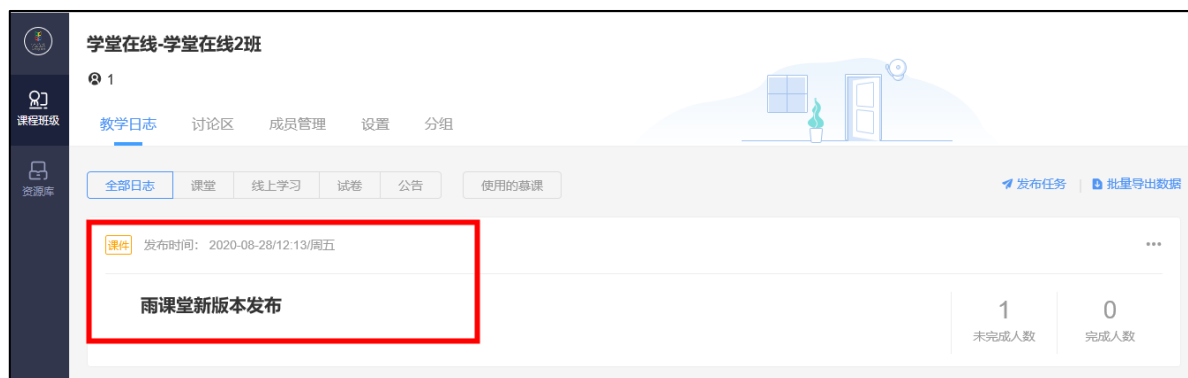 学堂在线-学堂在线2班
1
课程班级
教学日志 讨论区 成员管理 设置 分组
资源库
全部日志 课堂 线上学习 试卷 公告 使用的慕课 发布任务 批量导出数据
课件 发布时间： 2020-08-28/12:13/周五
雨课堂新版本发布
1 0
未完成人数 完成人数